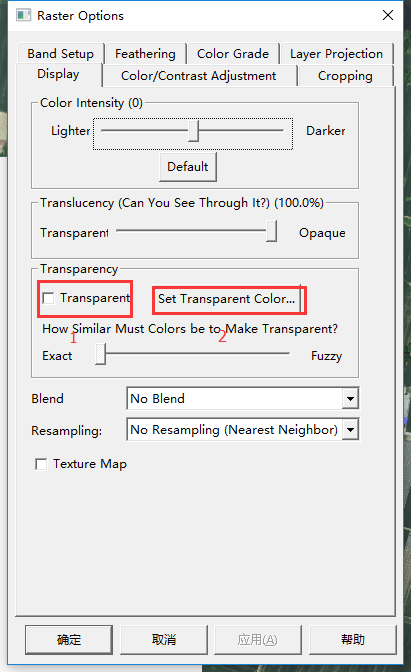 Raster Options
Band Setup Feathering Color Grade Layer Projection
Display Color/Contrast Adjustment Cropping
Color Intensity (0)
Lighter Darker
Default
Translucency (Can You See Through It?) (100.0%)
Transparent Opaque
Transparency
Transparent Set Transparent Color...
How Similar Must Colors be to Make Transparent?
1 2
Exact Fuzzy
Blend No Blend
Resampling: No Resampling (Nearest Neighbor)
Texture Map
确定 取消 应用(A) 帮助